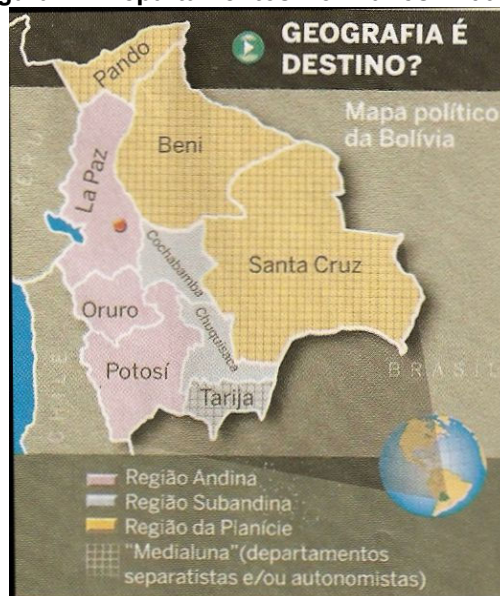 GEOGRAFIA É
DESTINO?
Mapa político
da Bolívia
Pando
Beni
La Paz
PERU
Cochabamba
Santa Cruz
Oruro
Chuquisaca
Potosí
BRASIL
CHILE
Tarija
Região Andina
Região Subandina
Região da Planície
"Medialuna"(departamentos
separatistas e/ou autonomistas)